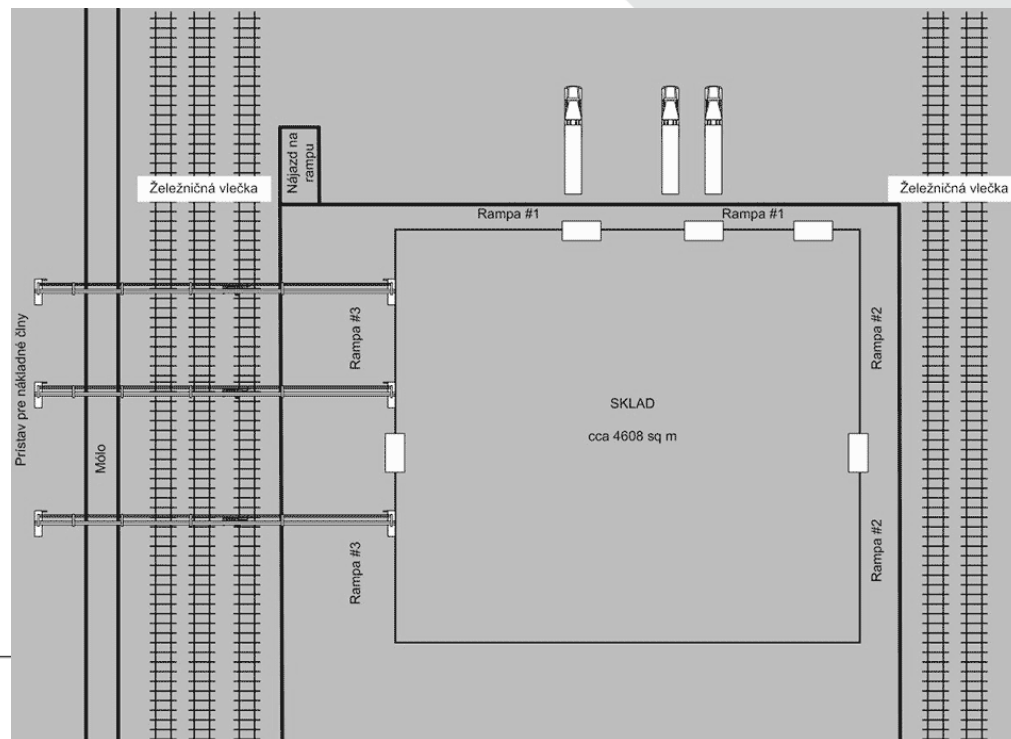 Nájazd na
rampu
Železničná vlečka
Železničná vlečka
Rampa #1
Rampa #1
Prístav pre nákladné člny
Mólo
Rampa #3
Rampa #2
SKLAD
cca 4608 sq m
Rampa #3
Rampa #2